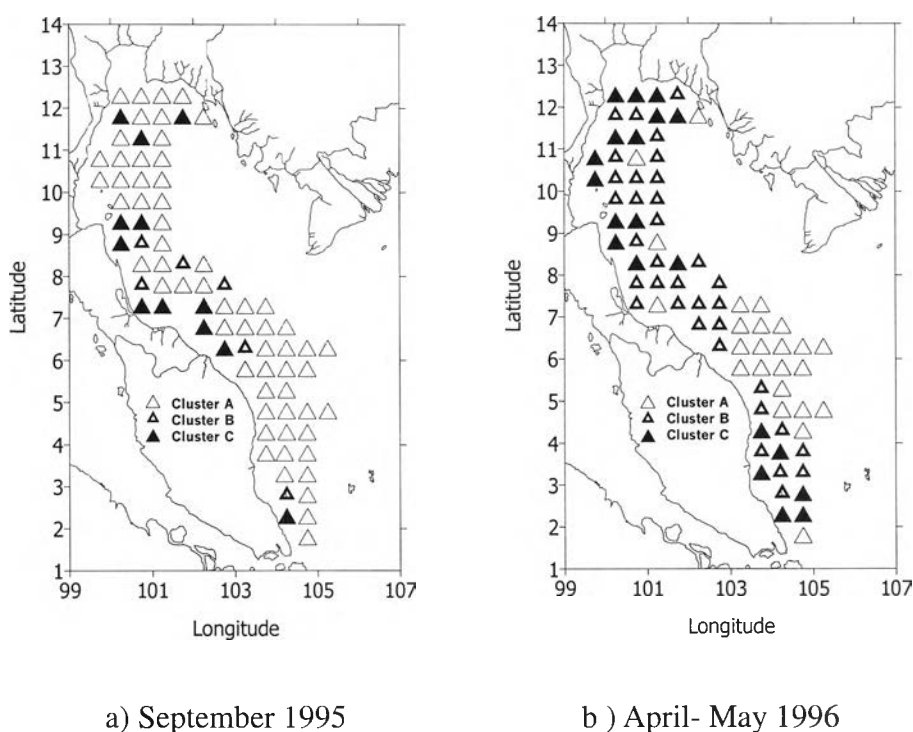 14
13
12
11
10
9
8
7
6
5
4
3
2
1
Latitude
Cluster A
Cluster B
Cluster C
99 101 103 105 107
Longitude
a) September 1995
14
13
12
11
10
9
8
7
6
5
4
3
2
1
Latitude
Cluster A
Cluster B
Cluster C
99 101 103 105 107
Longitude
b ) April- May 1996